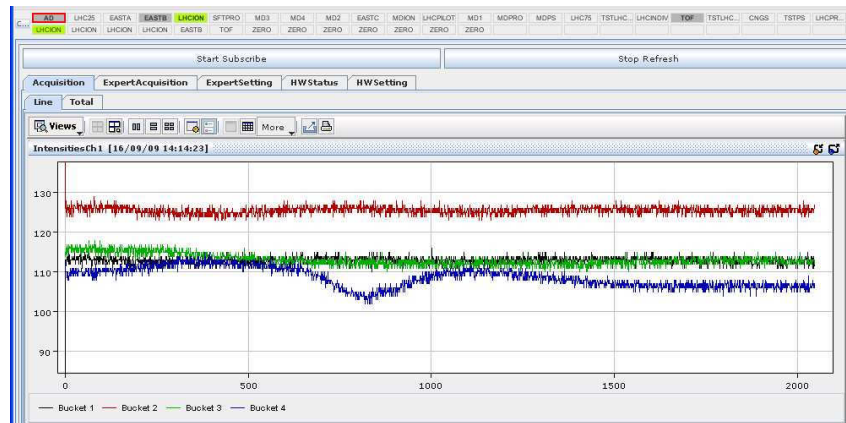 AD LHC25 EASTA EASTB LHCION SFTPRO MD3 MD4 MD2 EASTC MDION LHCPILOT MD1 MDPRO MDPS LHC75 TSTLHC... LHCINDIV TOF TSTLHC... CNGS TSTPS LHCPR...
C...
LHCION LHCION LHCION LHCION EASTB TOF ZERO ZERO ZERO ZERO ZERO ZERO ZERO
Start Subscribe Stop Refresh
Acquisition ExpertAcquisition ExpertSetting HWStatus HWSetting
Line Total
Views More
IntensitiesCh1 [16/09/09 14:14:23]
130
120
110
100
90
0 500 1000 1500 2000
Bucket 1 Bucket 2 Bucket 3 Bucket 4